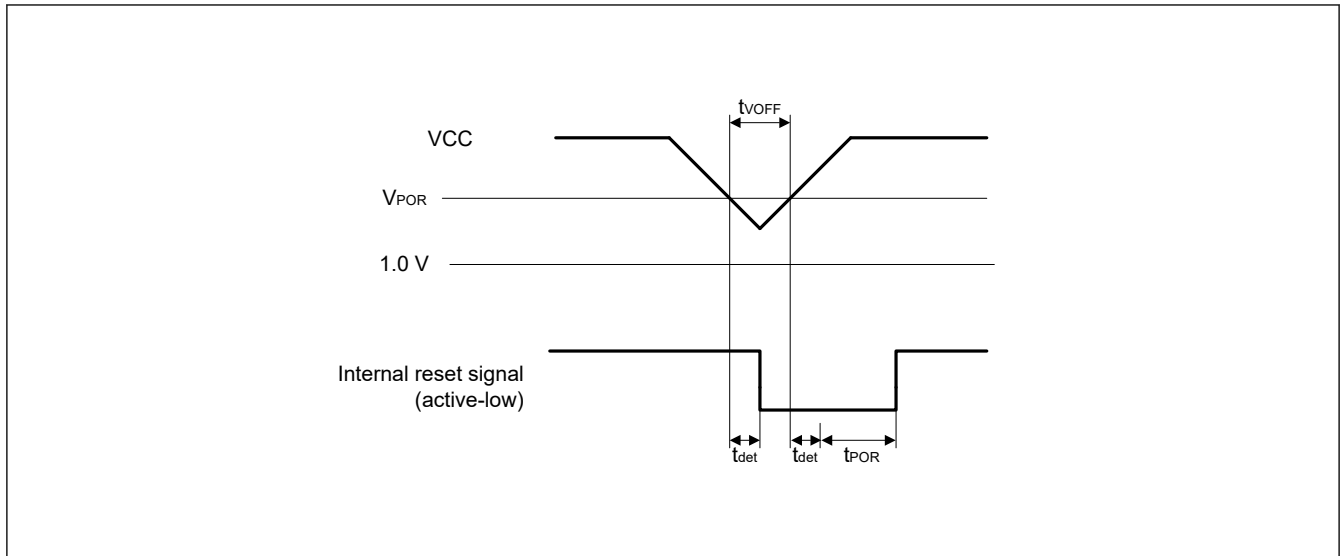 tVOFF
VCC
VPOR
1.0 V
Internal reset signal
(active-low)
tdet
tdet
tPOR